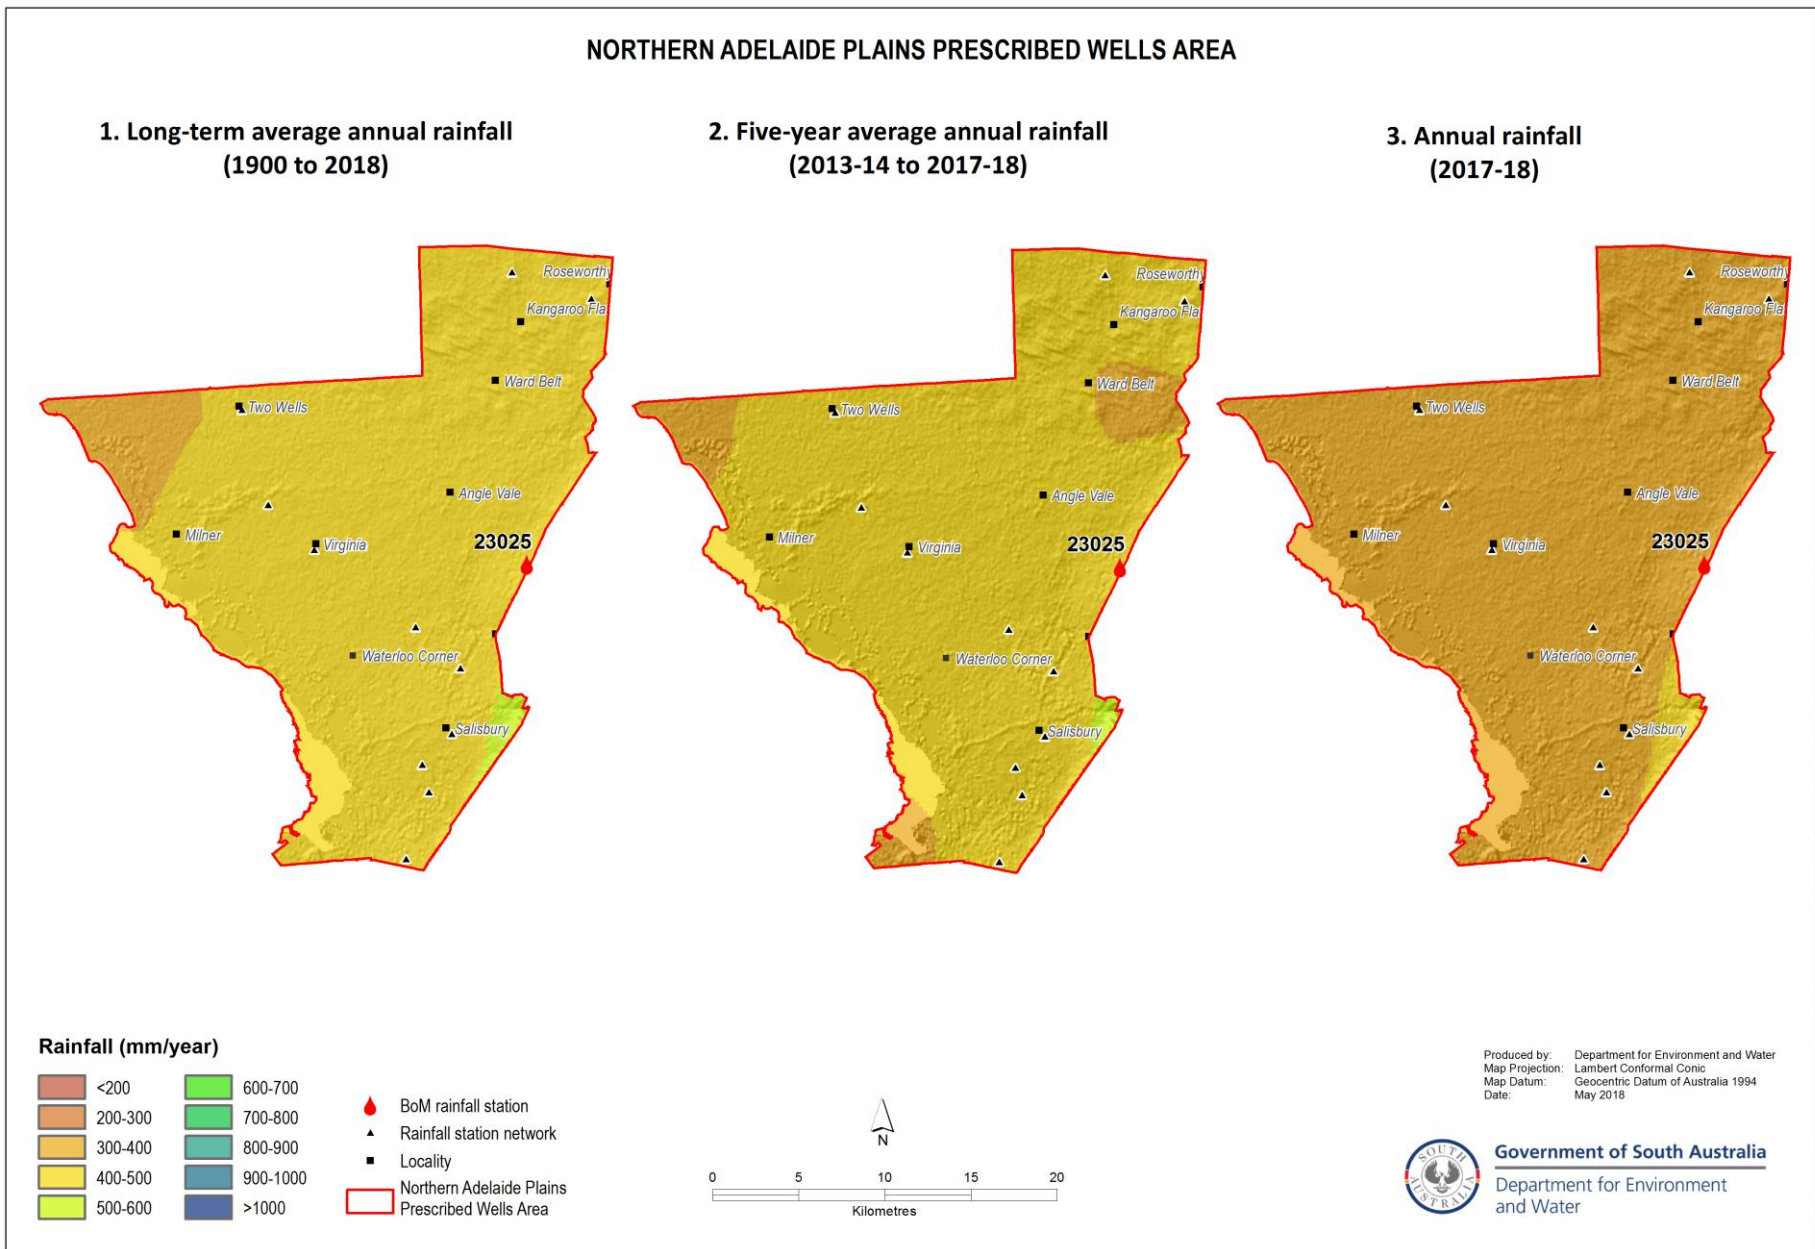 NORTHERN ADELAIDE PLAINS PRESCRIBED WELLS AREA
1. Long-term average annual rainfall
(1900 to 2018)
Roseworthy
Kangaroo Fla
Ward Belt
Two Wells
Angle Vale
Milner
Virginia
23025
Waterloo Corner
Salisbury
2. Five-year average annual rainfall
(2013-14 to 2017-18)
Roseworthy
Kangaroo Fla
Ward Belt
Two Wells
Angle Vale
Milner
Virginia
23025
Waterloo Corner
Salisbury
3. Annual rainfall
(2017-18)
Roseworthy
Kangaroo Fla
Ward Belt
Two Wells
Angle Vale
Milner
Virginia
23025
Waterloo Corner
Salisbury
Rainfall (mm/year)
<200
200-300
300-400
400-500
500-600
600-700
700-800
800-900
900-1000
>1000
BoM rainfall station
Rainfall station network
Locality
Northern Adelaide Plains
Prescribed Wells Area
N
0 5 10 15 20
Kilometres
Produced by: Department for Environment and Water
Map Projection: Lambert Conformal Conic
Map Datum: Geocentric Datum of Australia 1994
Date: May 2018
SOUTH
AUSTRALIA
Government of South Australia
Department for Environment
and Water